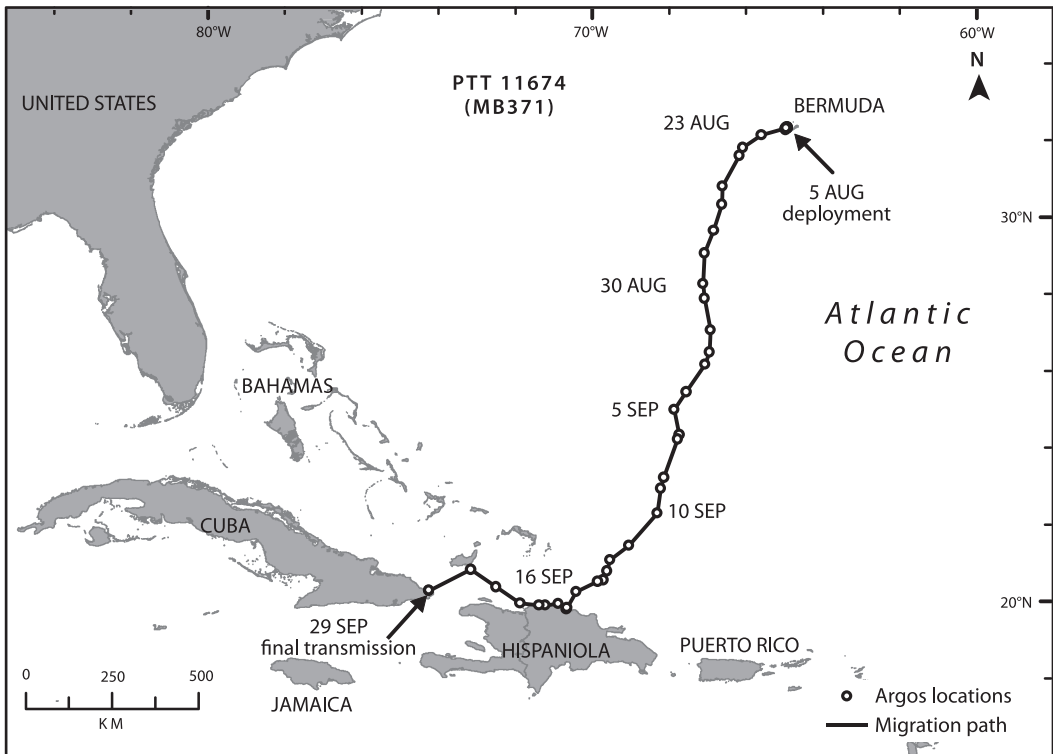 80°W
70°W
60°W
N
PTT 11674
(MB371)
UNITED STATES
BERMUDA
23 AUG
5 AUG
deployment
30°N
30 AUG
Atlantic
Ocean
BAHAMAS
5 SEP
10 SEP
CUBA
16 SEP
20°N
29 SEP
final transmission
HISPANIOLA
PUERTO RICO
JAMAICA
0 250 500
KM
Argos locations
Migration path